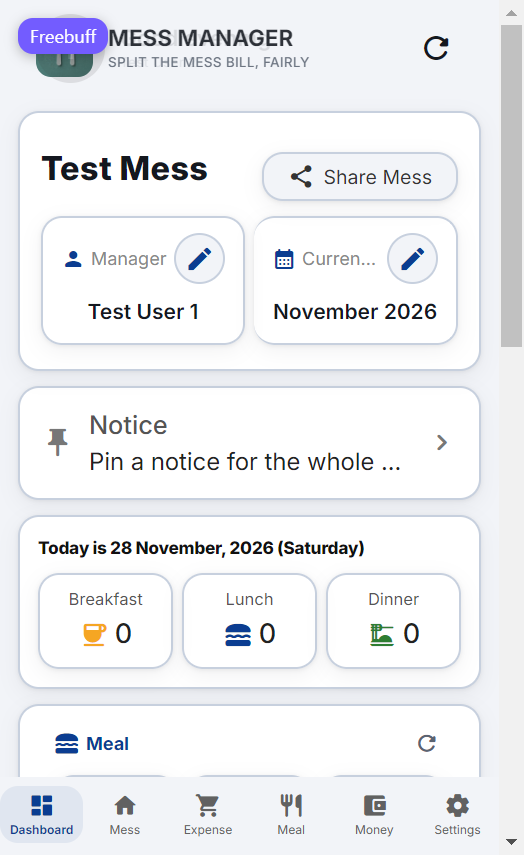 Freebuff
MESS MANAGER
SPLIT THE MESS BILL, FAIRLY
Test Mess
Share Mess
Manager
Curren...
Test User 1
November 2026
Notice
Pin a notice for the whole ...
Today is 28 November, 2026 (Saturday)
Breakfast
Lunch
Dinner
0
0
0
Meal
Dashboard
Mess
Expense
Meal
Money
Settings